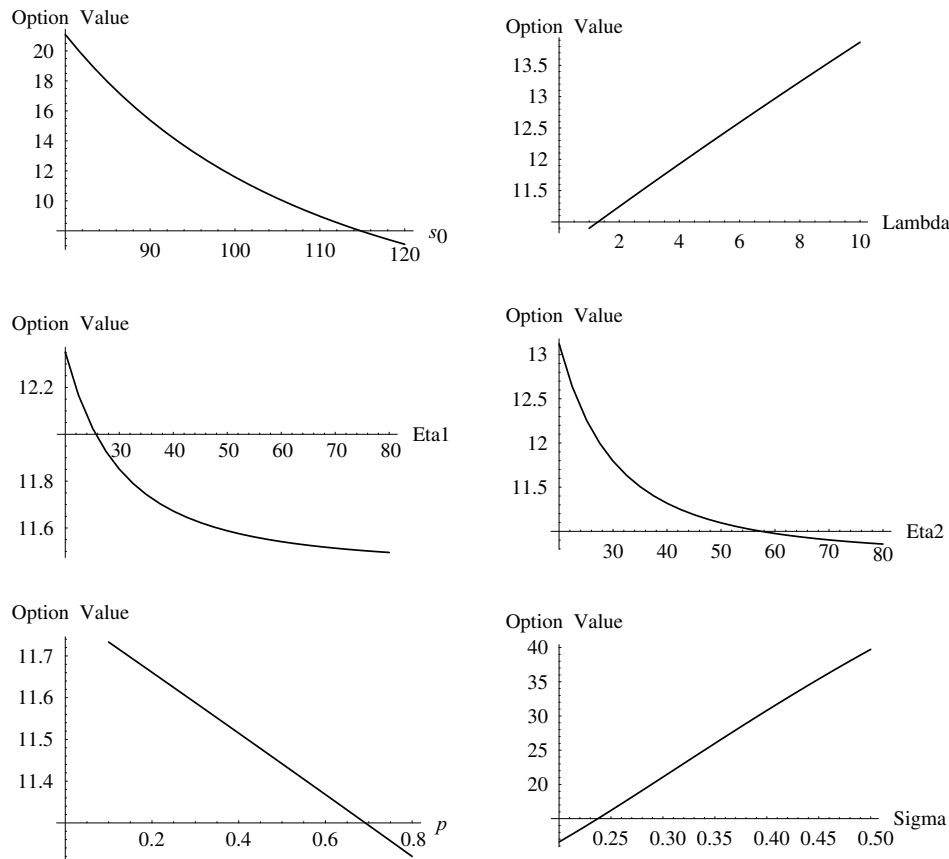 Option Value
20
18
16
14
12
10
90 100 110 120
s0
Option Value
13.5
13
12.5
12
11.5
2 4 6 8 10
Lambda
Option Value
12.2
11.8
11.6
30 40 50 60 70 80
Eta1
Option Value
13
12.5
12
11.5
30 40 50 60 70 80
Eta2
Option Value
11.7
11.6
11.5
11.4
0.2 0.4 0.6 0.8
p
Option Value
40
35
30
25
20
0.25 0.30 0.35 0.40 0.45 0.50
Sigma